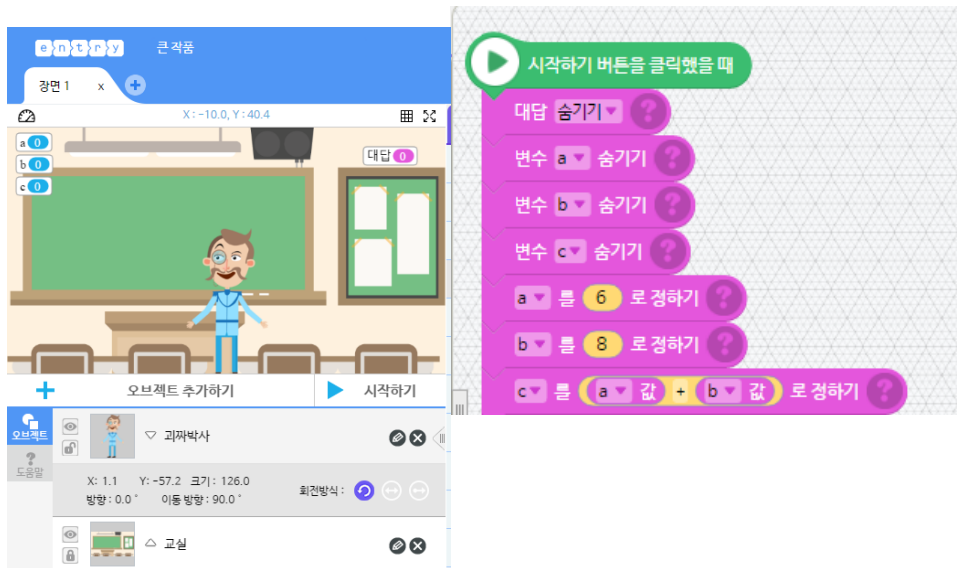 entry 큰 작품
장면 1 x +
X : -10.0, Y : 40.4
a 0
b 0
c 0
대답 0
+ 오브젝트 추가하기
시작하기
오브젝트
? 도움말
괴짜박사
X: 1.1 Y: -57.2 크기 : 126.0
방향 : 0.0 ° 이동 방향 : 90.0 °
회전방식 :
교실
시작하기 버튼을 클릭했을 때
대답 숨기기 ?
변수 a 숨기기 ?
변수 b 숨기기 ?
변수 c 숨기기 ?
a 를 6 로 정하기 ?
b 를 8 로 정하기 ?
c 를 a 값 + b 값 로 정하기 ?